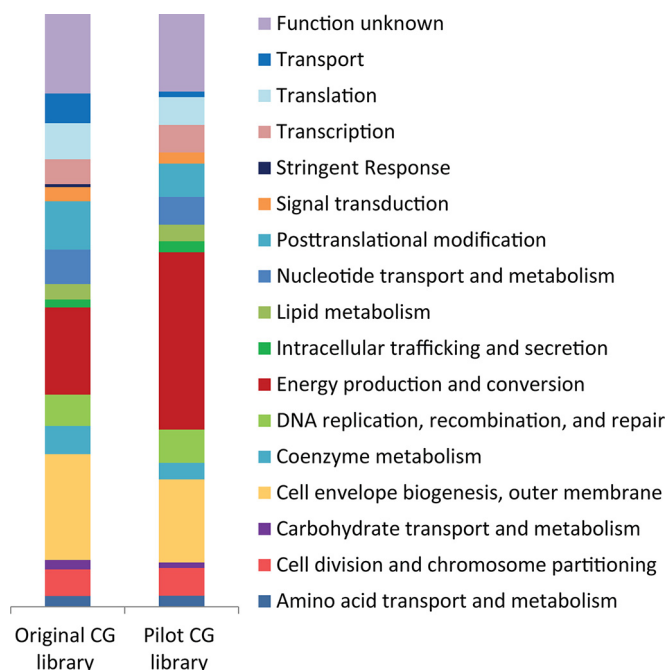 Function unknown
Transport
Translation
Transcription
Stringent Response
Signal transduction
Posttranslational modification
Nucleotide transport and metabolism
Lipid metabolism
Intracellular trafficking and secretion
Energy production and conversion
DNA replication, recombination, and repair
Coenzyme metabolism
Cell envelope biogenesis, outer membrane
Carbohydrate transport and metabolism
Cell division and chromosome partitioning
Amino acid transport and metabolism
Original CG
library
Pilot CG
library